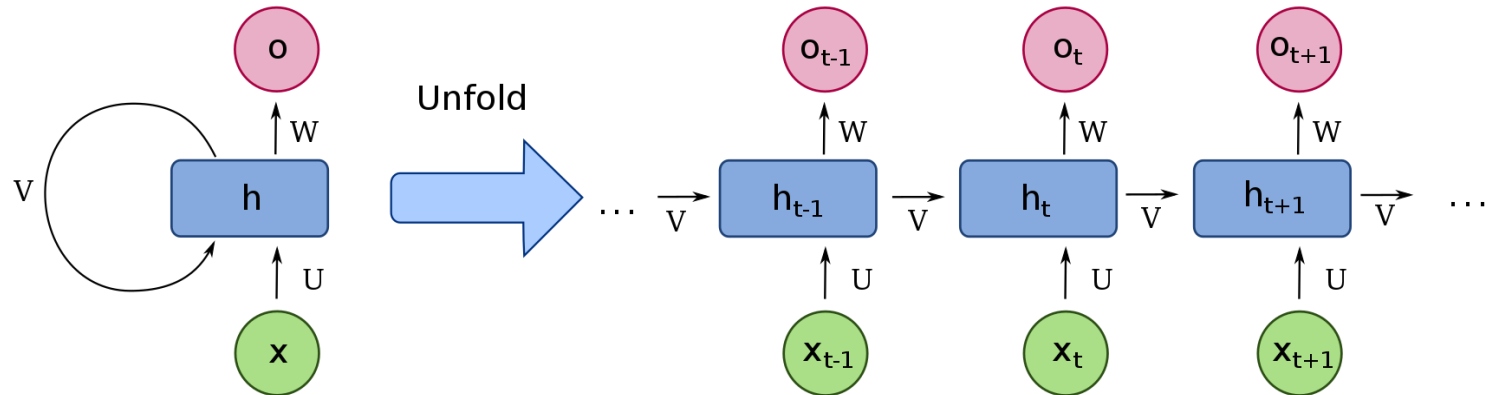 o
W
V
h
U
x
Unfold
...
V
h_{t-1}
o_{t-1}
W
U
x_{t-1}
V
h_t
o_t
W
U
x_t
V
h_{t+1}
o_{t+1}
W
U
x_{t+1}
V
...